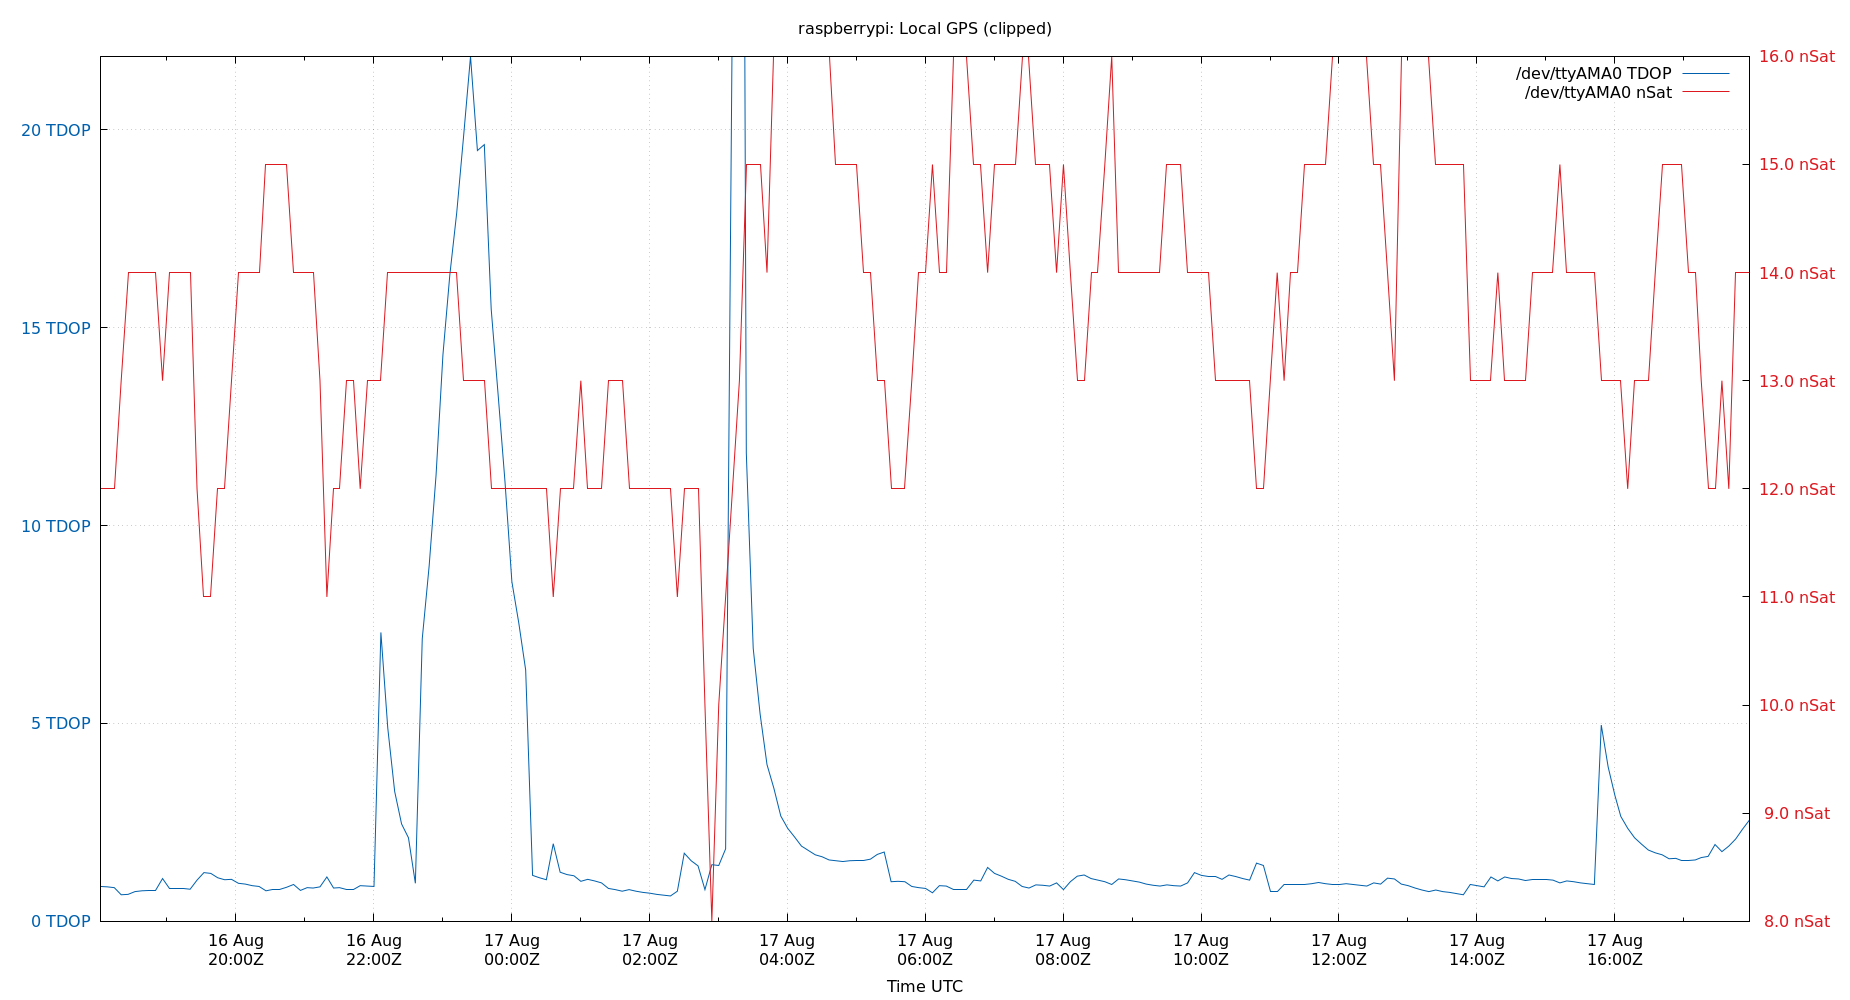 raspberrypi: Local GPS (clipped)
/dev/ttyAMA0 TDOP
/dev/ttyAMA0 nSat
20 TDOP
15 TDOP
10 TDOP
5 TDOP
0 TDOP
16.0 nSat
15.0 nSat
14.0 nSat
13.0 nSat
12.0 nSat
11.0 nSat
10.0 nSat
9.0 nSat
8.0 nSat
16 Aug
20:00Z
16 Aug
22:00Z
17 Aug
00:00Z
17 Aug
02:00Z
17 Aug
04:00Z
17 Aug
06:00Z
17 Aug
08:00Z
17 Aug
10:00Z
17 Aug
12:00Z
17 Aug
14:00Z
17 Aug
16:00Z
Time UTC